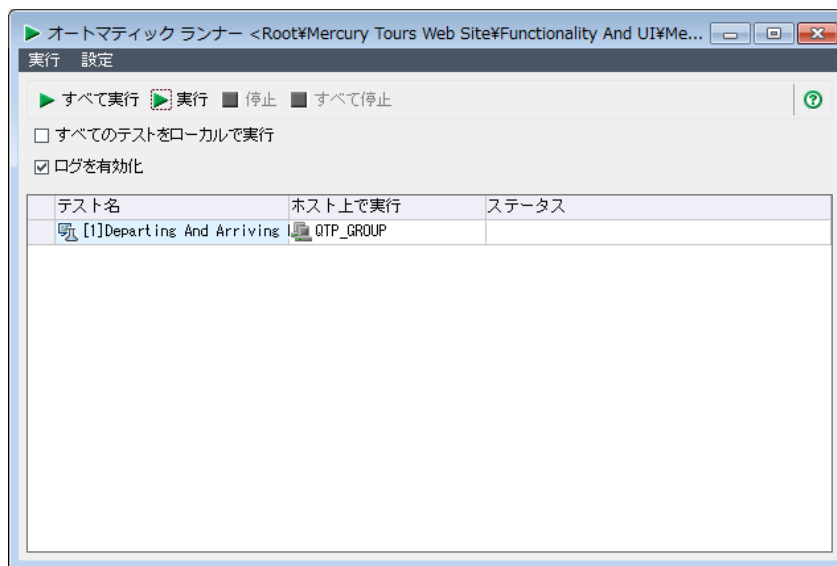 オートマティック ランナー <Root¥Mercury Tours Web Site¥Functionality And UI¥Me...
実行 設定
すべて実行 実行 停止 すべて停止
すべてのテストをローカルで実行
ログを有効化
テスト名 ホスト上で実行 ステータス
[1]Departing And Arriving QTP_GROUP